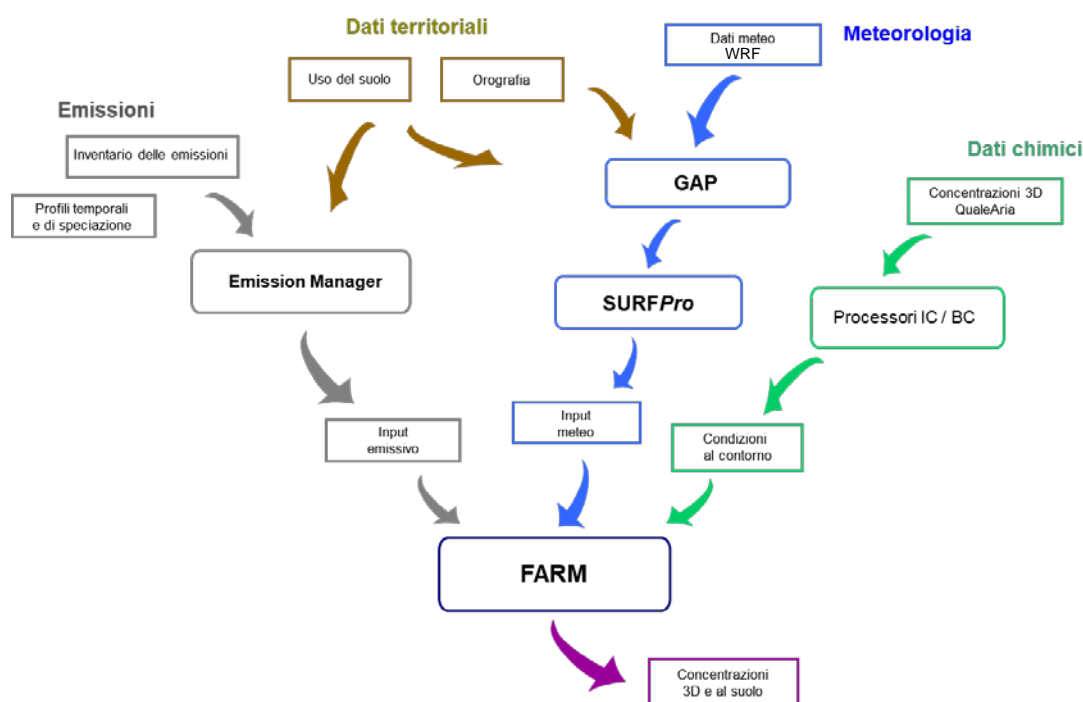 Dati territoriali
Meteorologia
Dati meteo
WRF
Uso del suolo
Orografia
Emissioni
Inventario delle emissioni
Dati chimici
GAP
Concentrazioni 3D
QualeAria
Profili temporali
e di speciazione
Emission Manager
SURFPro
Processori IC / BC
Input
emissivo
Input
meteo
Condizioni
al contorno
FARM
Concentrazioni
3D e al suolo